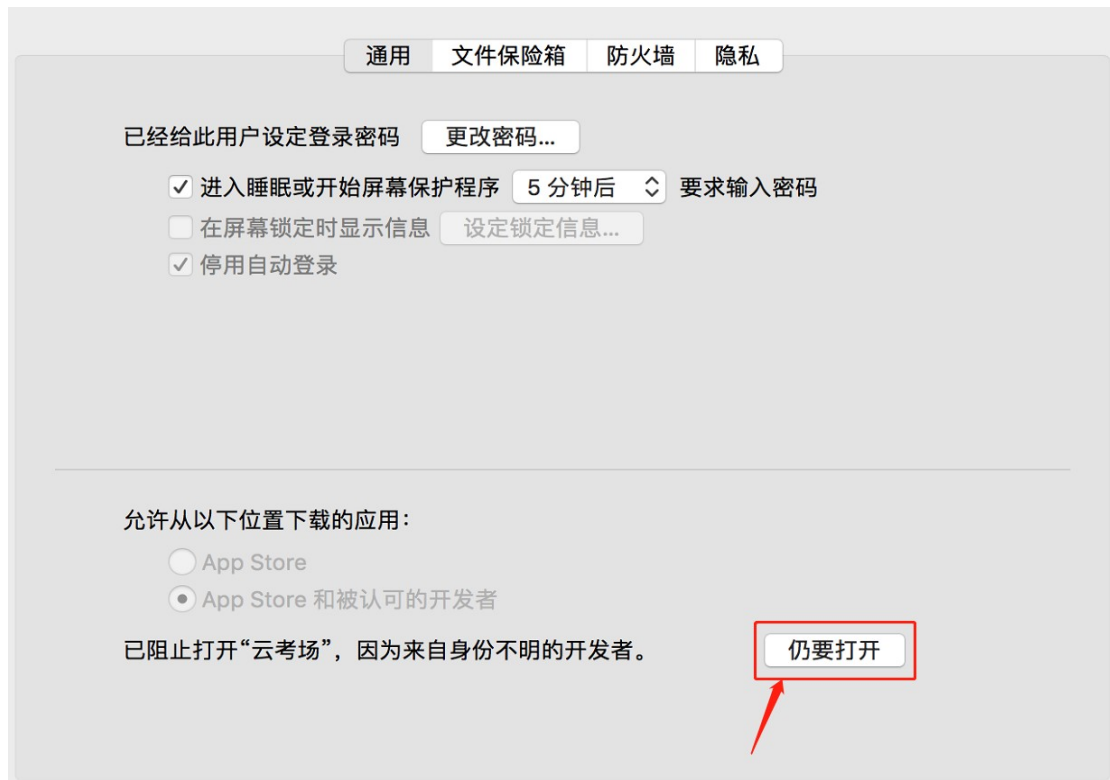 通用 文件保险箱 防火墙 隐私
已经给此用户设定登录密码 更改密码...
进入睡眠或开始屏幕保护程序 5 分钟后 要求输入密码
在屏幕锁定时显示信息 设定锁定信息...
停用自动登录
允许从以下位置下载的应用：
App Store
App Store 和被认可的开发者
已阻止打开“云考场”，因为来自身份不明的开发者。 仍要打开